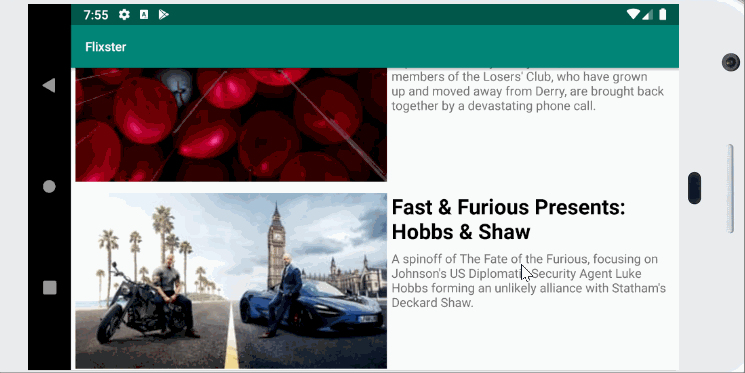 7:55
Flixster
members of the Losers' Club, who have grown
up and moved away from Derry, are brought back
together by a devastating phone call.
Fast & Furious Presents:
Hobbs & Shaw
A spinoff of The Fate of the Furious, focusing on
Johnson's US Diplomatic Security Agent Luke
Hobbs forming an unlikely alliance with Statham's
Deckard Shaw.